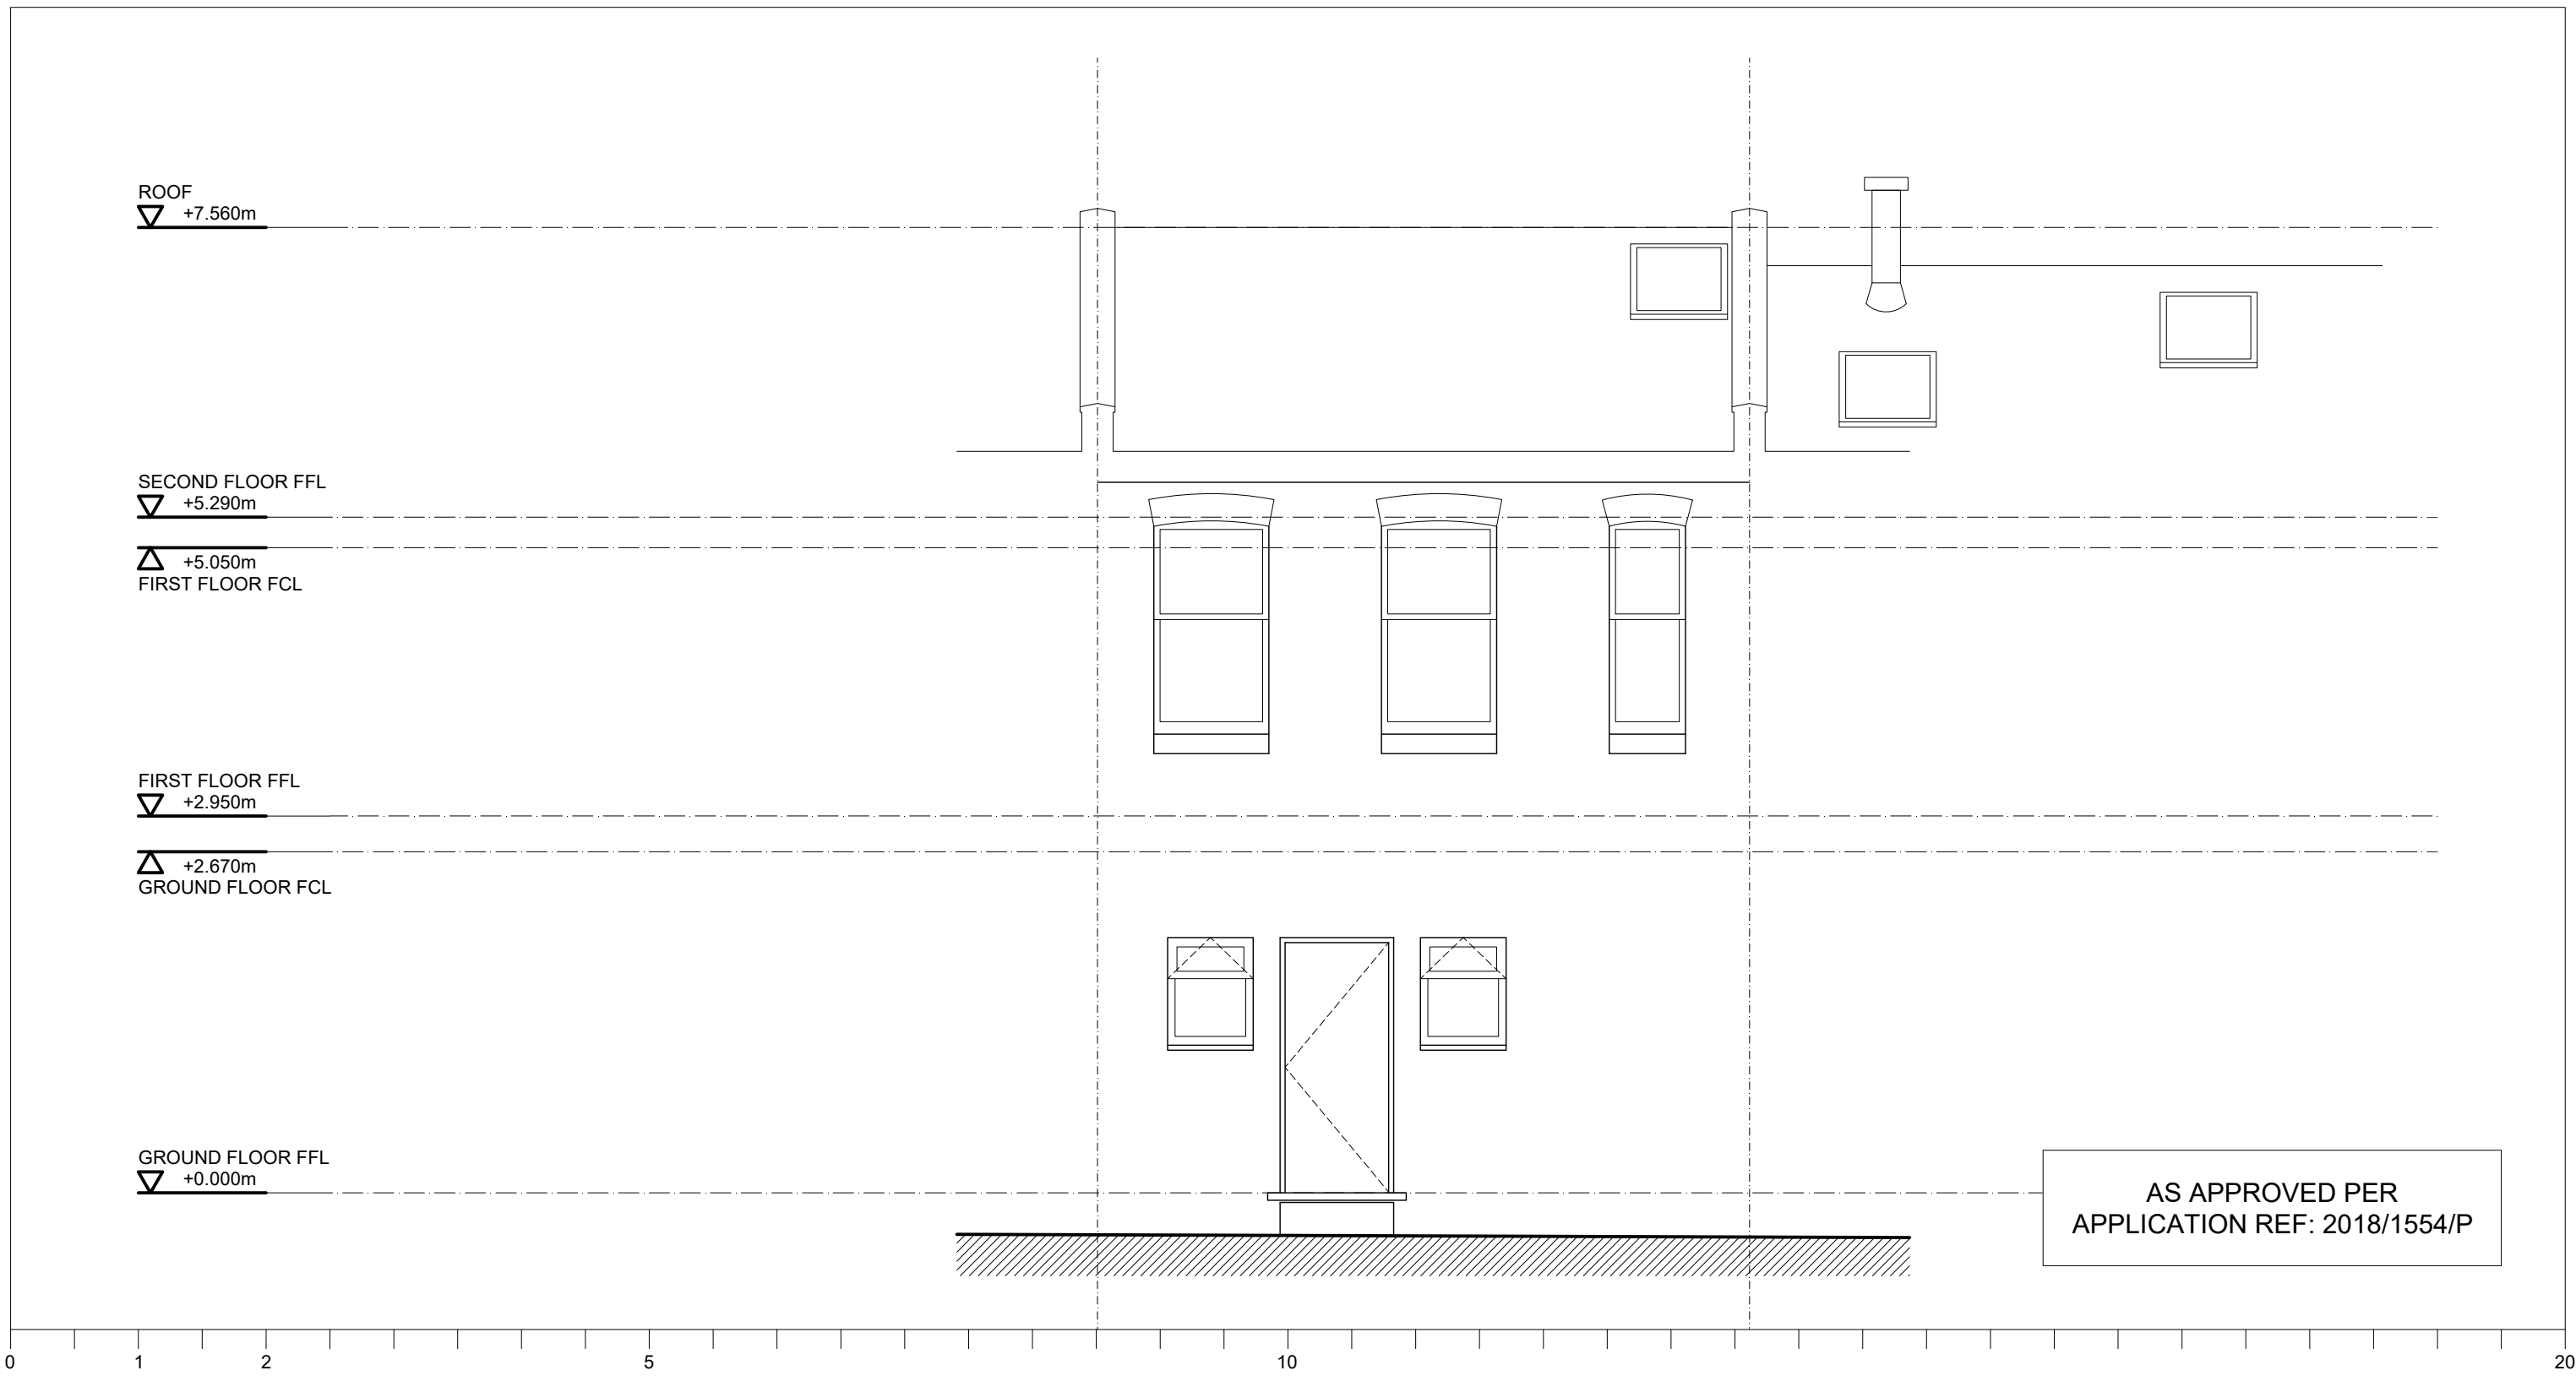 ROOF
+7.560m
SECOND FLOOR FFL
+5.290m
+5.050m
FIRST FLOOR FCL
FIRST FLOOR FFL
+2.950m
+2.670m
GROUND FLOOR FCL
GROUND FLOOR FFL
+0.000m
AS APPROVED PER
APPLICATION REF: 2018/1554/P
0 1 2 5 10 20